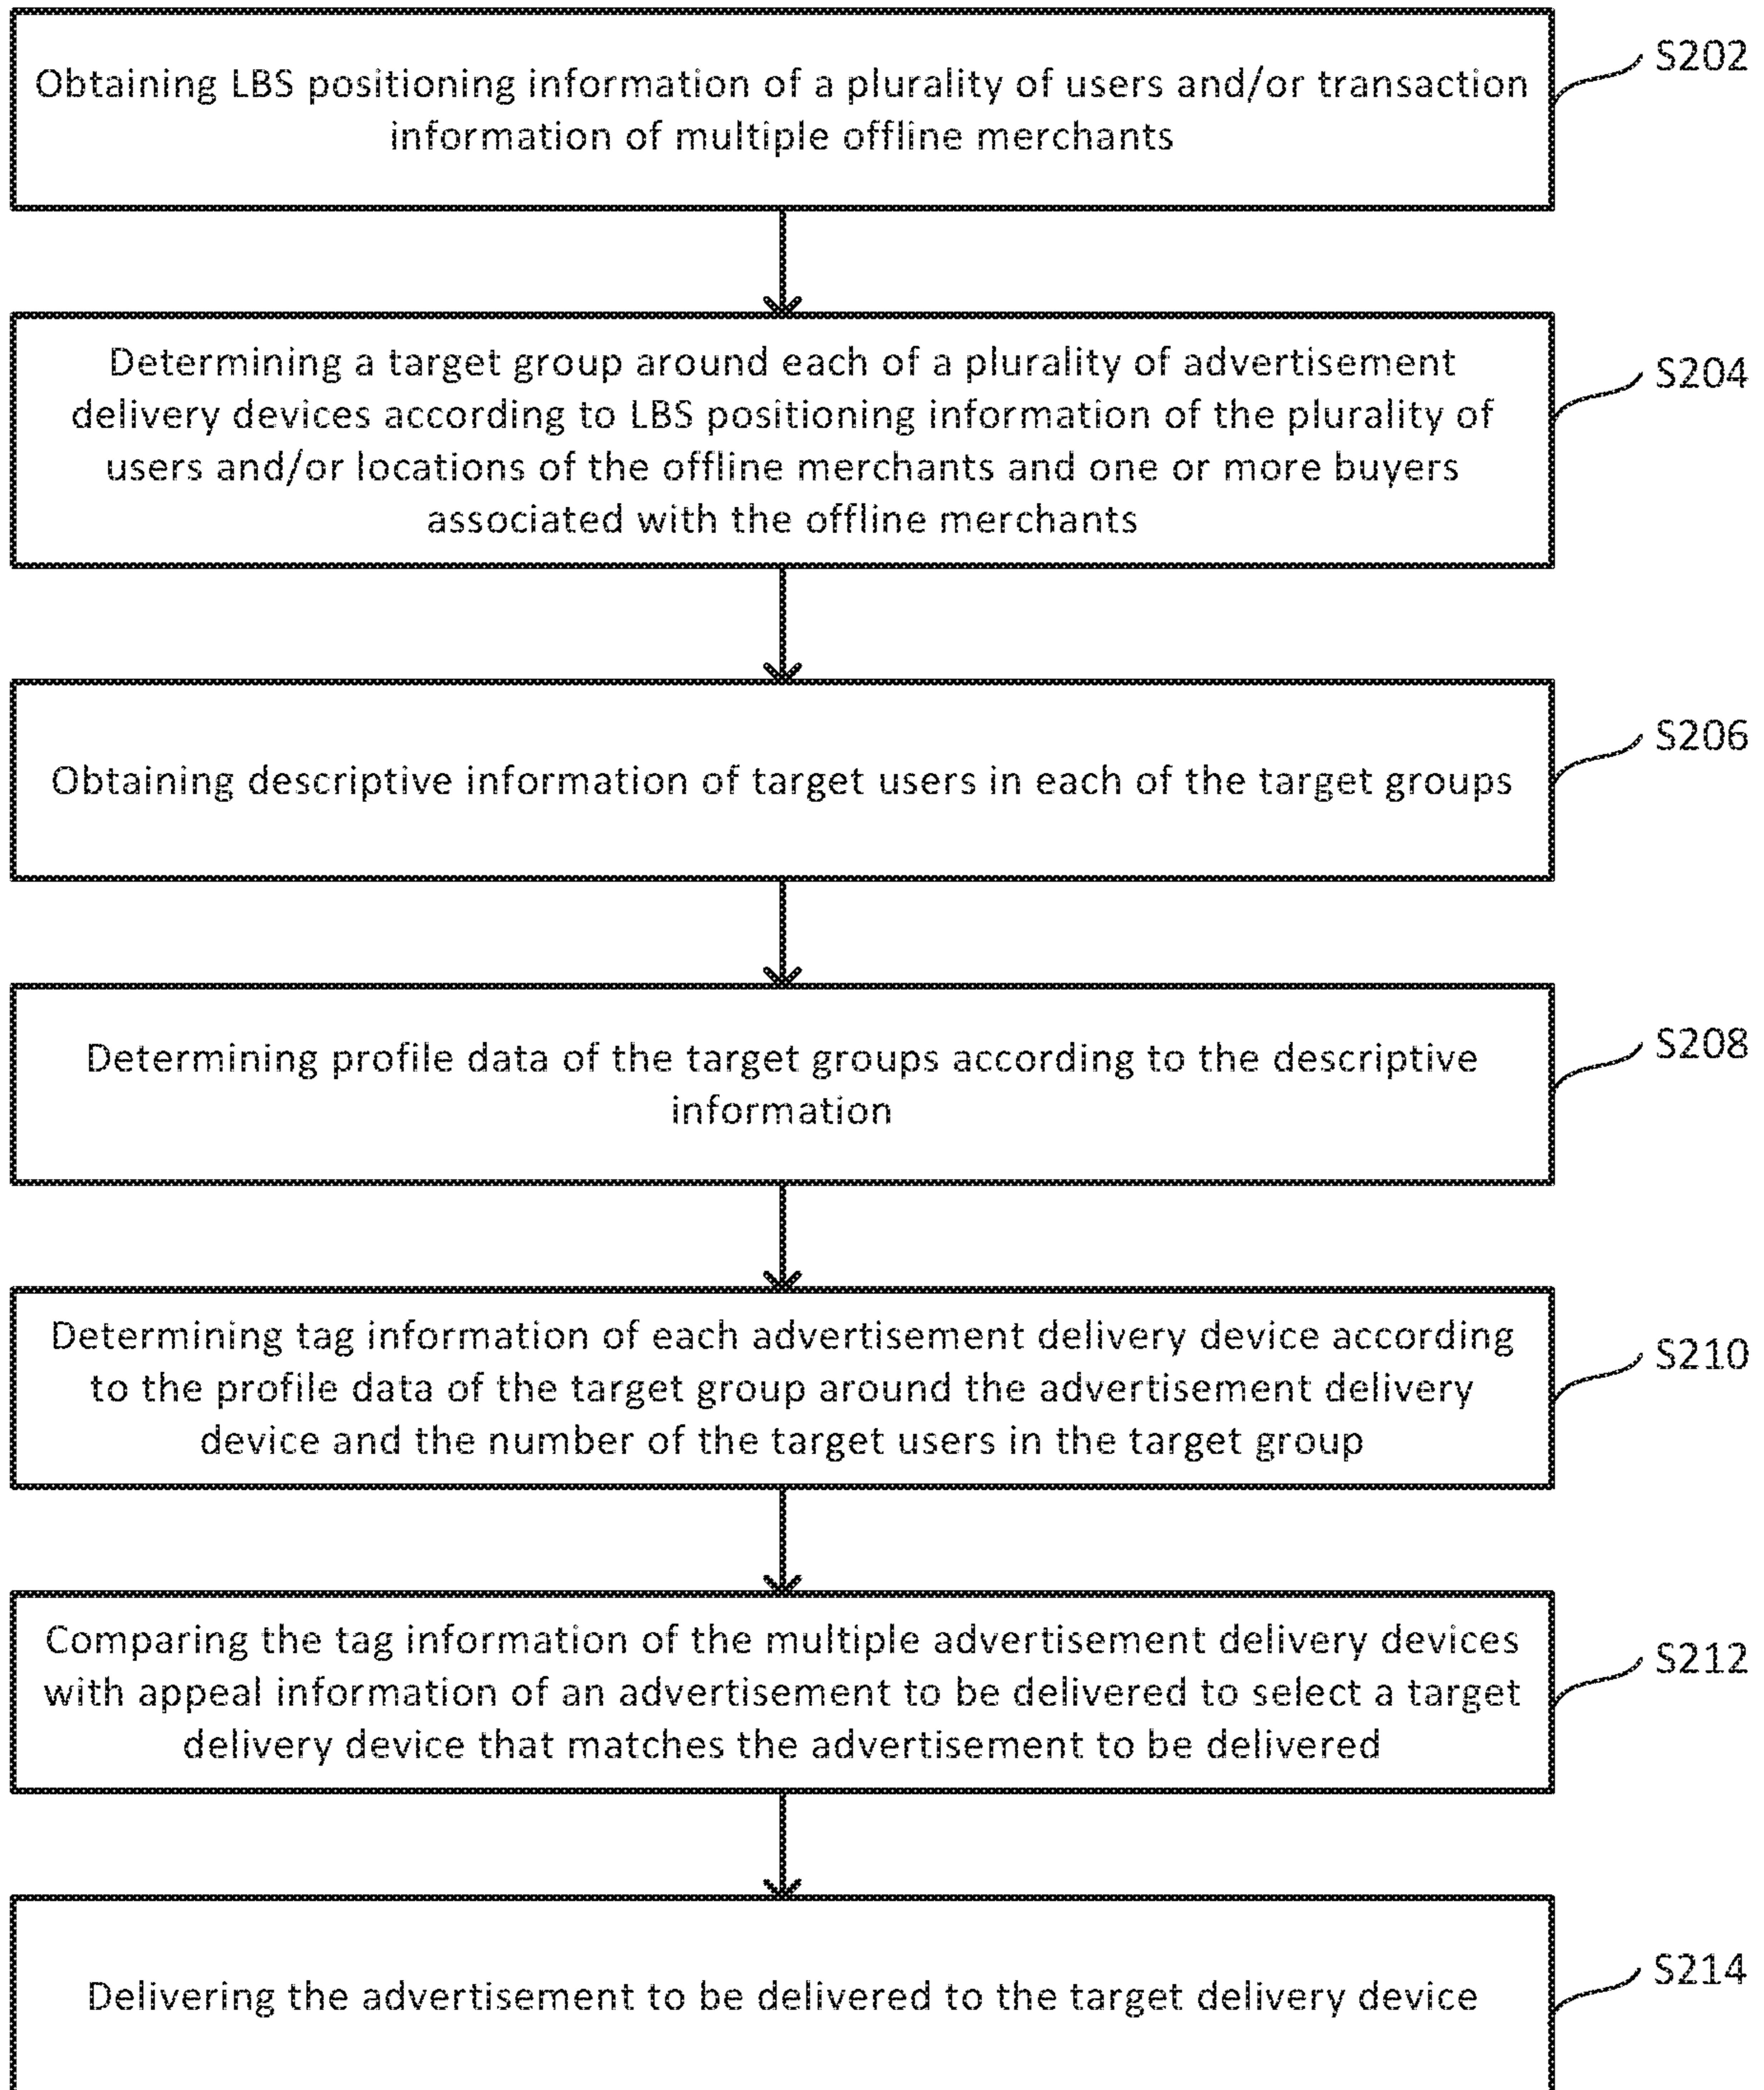 Obtaining LBS positioning information of a plurality of users and/or transaction
information of multiple offline merchants
S202
Determining a target group around each of a plurality of advertisement
delivery devices according to LBS positioning information of the plurality of
users and/or locations of the offline merchants and one or more buyers
associated with the offline merchants
S204
Obtaining descriptive information of target users in each of the target groups
S206
Determining profile data of the target groups according to the descriptive
information
S208
Determining tag information of each advertisement delivery device according
to the profile data of the target group around the advertisement delivery
device and the number of the target users in the target group
S210
Comparing the tag information of the multiple advertisement delivery devices
with appeal information of an advertisement to be delivered to select a target
delivery device that matches the advertisement to be delivered
S212
Delivering the advertisement to be delivered to the target delivery device
S214